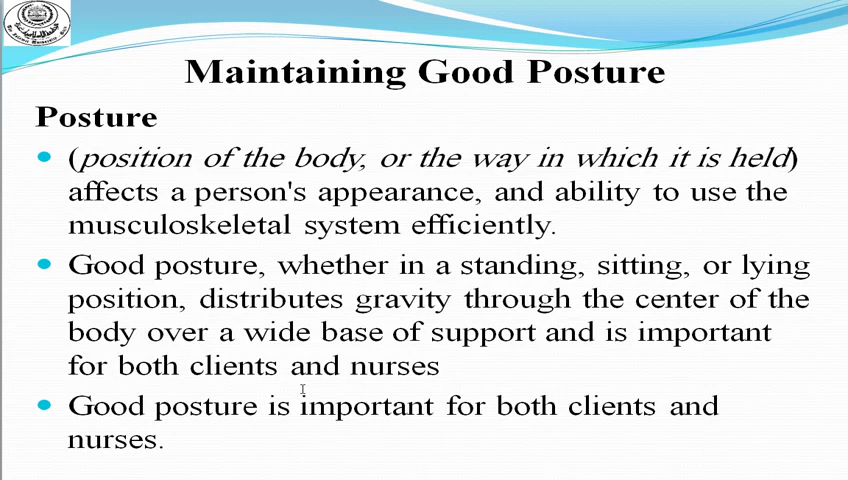 Maintaining Good Posture
Posture
(position of the body, or the way in which it is held)
affects a person's appearance, and ability to use the
musculoskeletal system efficiently.
Good posture, whether in a standing, sitting, or lying
position, distributes gravity through the center of the
body over a wide base of support and is important
for both clients and nurses
Good posture is important for both clients and
nurses.